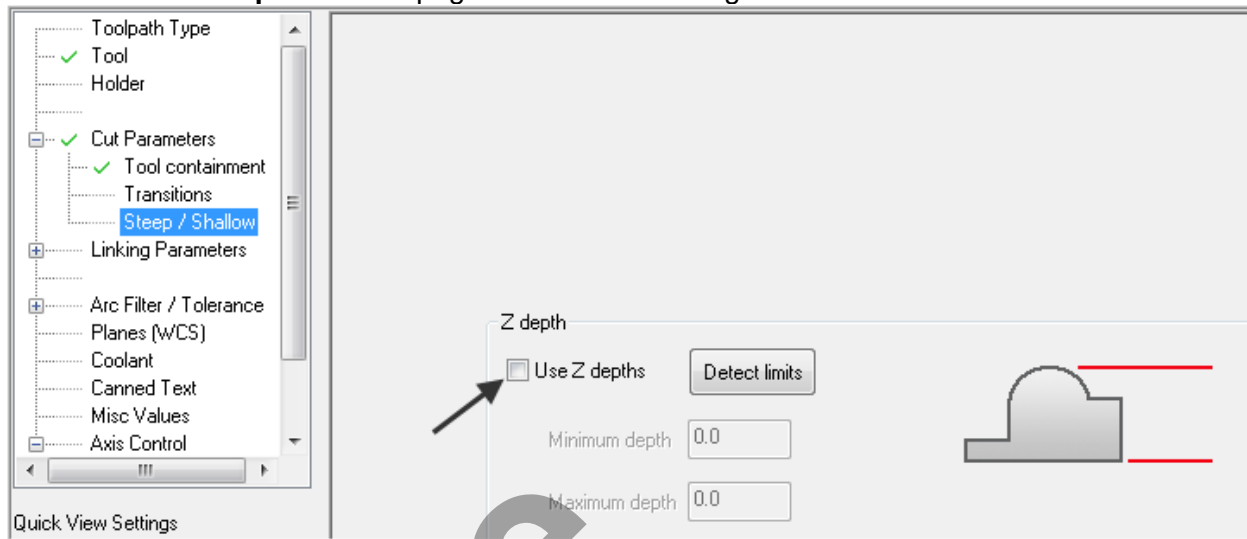 Toolpath Type
Tool
Holder
Cut Parameters
Tool containment
Transitions
Steep / Shallow
Linking Parameters
Arc Filter / Tolerance
Planes (WCS)
Coolant
Canned Text
Misc Values
Axis Control
Quick View Settings
Z depth
Use Z depths Detect limits
Minimum depth 0.0
Maximum depth 0.0